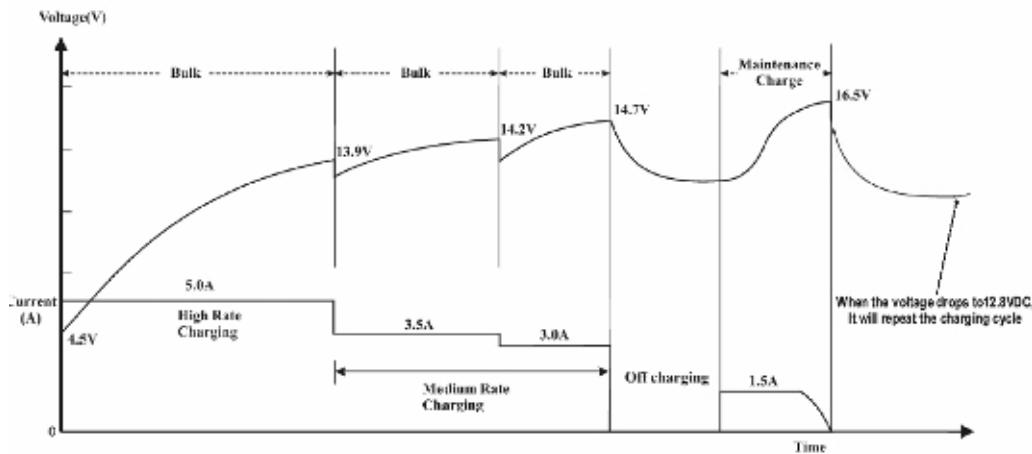 Voltage(V)
Bulk
Bulk
Bulk
Maintenance
Charge
13.9V
14.2V
14.7V
16.5V
4.5V
Current
(A)
5.0A
High Rate
Charging
3.5A
3.0A
Medium Rate
Charging
Off charging
1.5A
When the voltage drops to12.8VDC,
It will repeat the charging cycle
0
Time